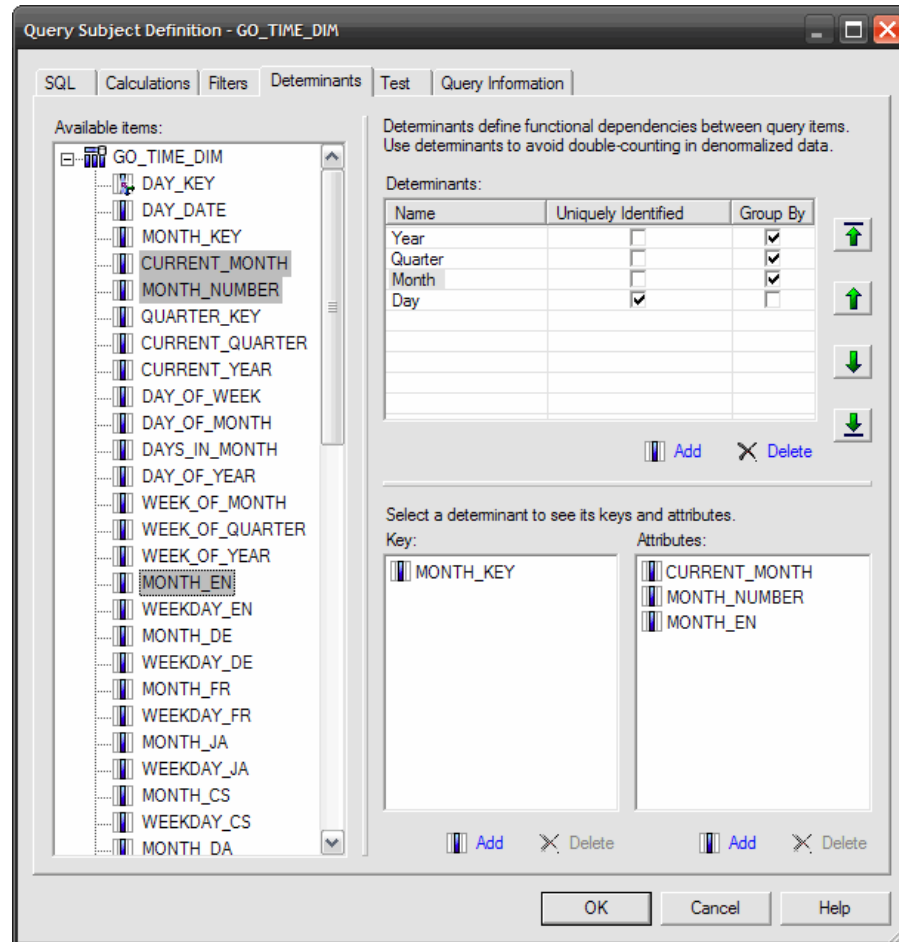 Query Subject Definition - GO_TIME_DIM
SQL Calculations Filters Determinants Test Query Information
Available items:
GO_TIME_DIM
DAY_KEY
DAY_DATE
MONTH_KEY
CURRENT_MONTH
MONTH_NUMBER
QUARTER_KEY
CURRENT_QUARTER
CURRENT_YEAR
DAY_OF_WEEK
DAY_OF_MONTH
DAYS_IN_MONTH
DAY_OF_YEAR
WEEK_OF_MONTH
WEEK_OF_QUARTER
WEEK_OF_YEAR
MONTH_EN
WEEKDAY_EN
MONTH_DE
WEEKDAY_DE
MONTH_FR
WEEKDAY_FR
MONTH_JA
WEEKDAY_JA
MONTH_CS
WEEKDAY_CS
MONTH_DA
Determinants define functional dependencies between query items.
Use determinants to avoid double-counting in denormalized data.
Determinants:
Name Uniquely Identified Group By
Year
Quarter
Month
Day
Add Delete
Select a determinant to see its keys and attributes.
Key:
MONTH_KEY
Add Delete
Attributes:
CURRENT_MONTH
MONTH_NUMBER
MONTH_EN
Add Delete
OK Cancel Help